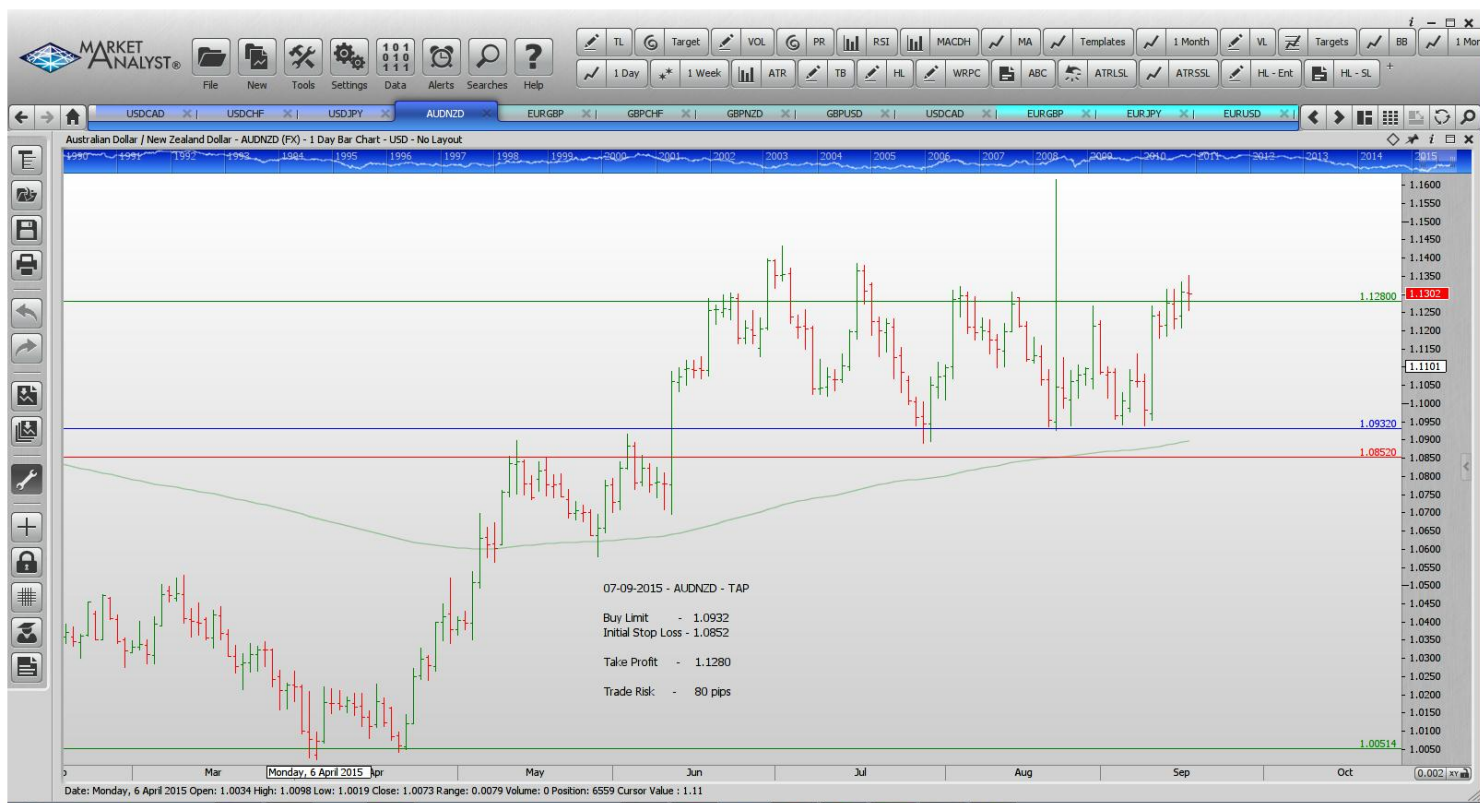 i
MARKET ANALYST®
File New Tools Settings Data Alerts Searches Help
TL Target VOL PR RSI MACDH MA Templates 1 Month VL Targets BB 1 Mor
1 Day 1 Week ATR TB HL WRPC ABC ATRLSL ATRSSL HL - Ent HL - SL +
USDCAD USDCHF USDJPY AUDNZD EURGBP GBPCHF GBPNZD GBPUSD USDCAD EURGBP EURJPY EURUSD
Australian Dollar / New Zealand Dollar - AUDNZD (FX) - 1 Day Bar Chart - USD - No Layout
1990 1991 1992 1993 1994 1995 1996 1997 1998 1999 2000 2001 2002 2003 2004 2005 2006 2007 2008 2009 2010 2011 2012 2013 2014 2015
1.1600
1.1550
1.1500
1.1450
1.1400
1.1350
1.12800 1.1302
1.1250
1.1200
1.1150
1.1101
1.1050
1.1000
1.0950
1.09320
1.0900
1.08520 1.0850
1.0800
1.0750
1.0700
1.0650
1.0600
1.0550
1.0500
1.0450
1.0400
1.0350
1.0300
1.0250
1.0200
1.0150
1.0100
1.00514 1.0050
07-09-2015 - AUDNZD - TAP
Buy Limit - 1.0932
Initial Stop Loss - 1.0852
Take Profit - 1.1280
Trade Risk - 80 pips
Mar Monday, 6 April 2015 Apr May Jun Jul Aug Sep Oct 0.002 XY
Date: Monday, 6 April 2015 Open: 1.0034 High: 1.0098 Low: 1.0019 Close: 1.0073 Range: 0.0079 Volume: 0 Position: 6559 Cursor Value : 1.11